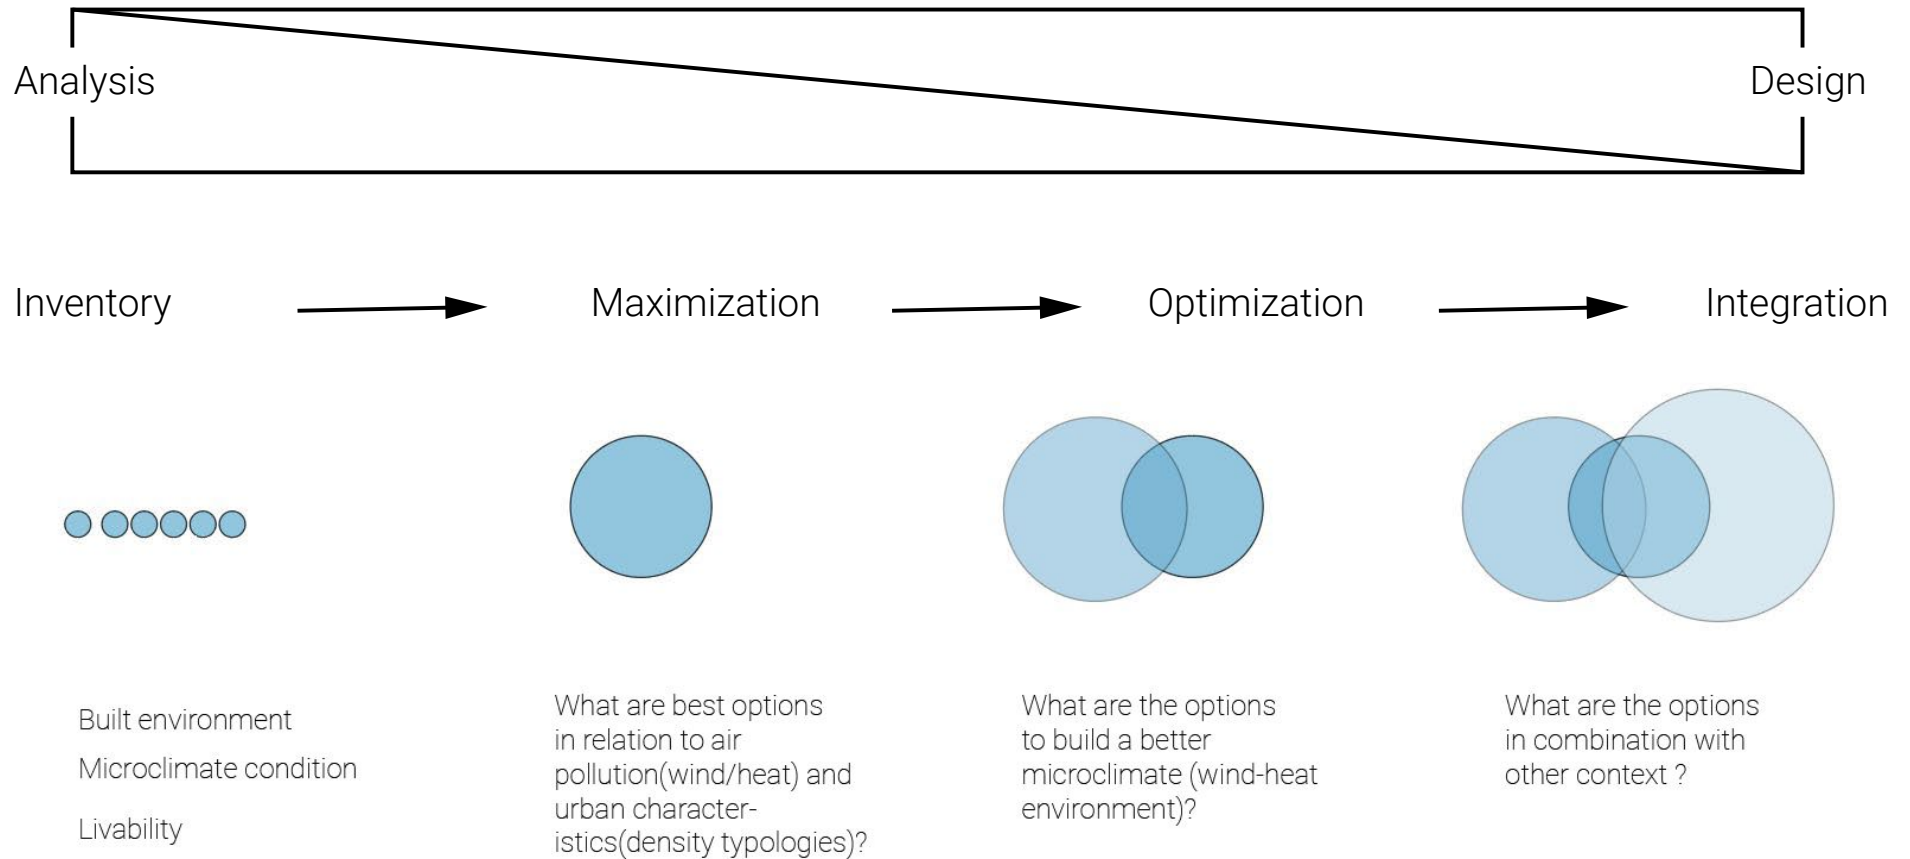 Analysis
Design
Inventory
Maximization
Optimization
Integration
Built environment
Microclimate condition
Livability
What are best options
in relation to air
pollution(wind/heat) and
urban character-
istics(density typologies)?
What are the options
to build a better
microclimate (wind-heat
environment)?
What are the options
in combination with
other context ?